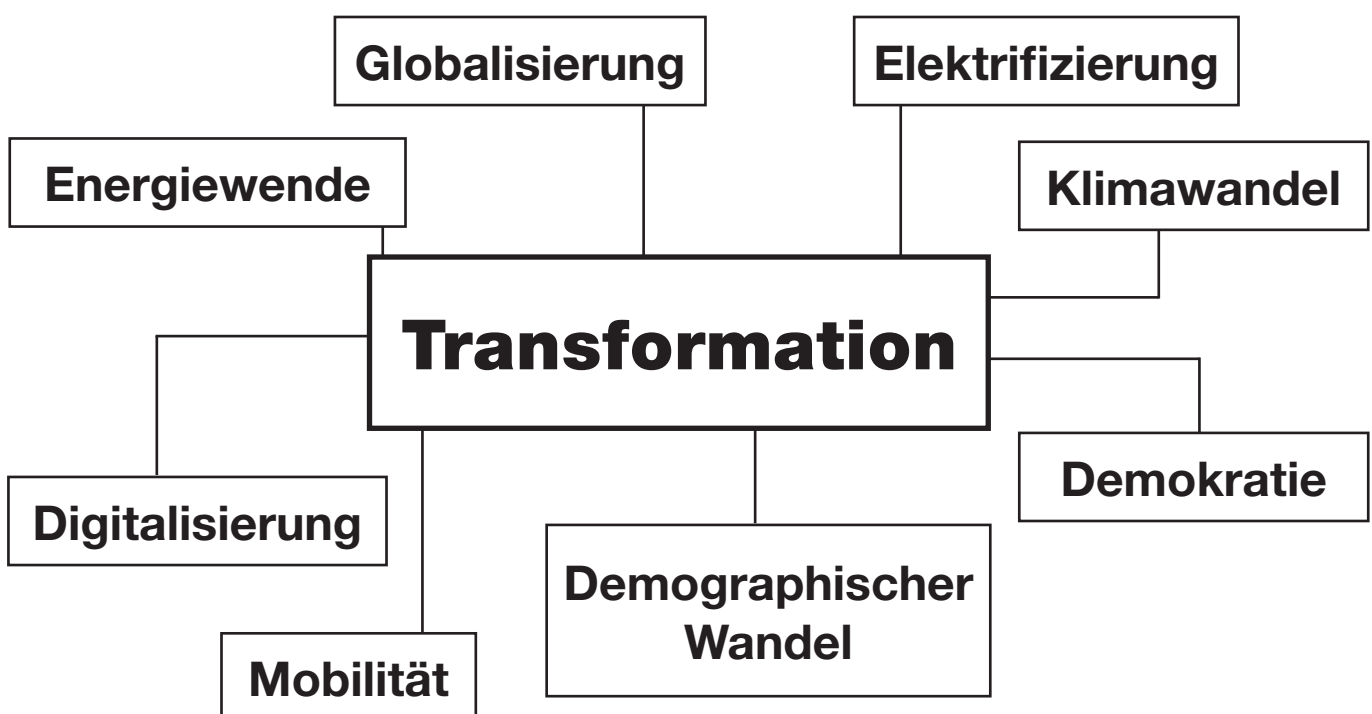 Globalisierung
Elektrifizierung
Energiewende
Klimawandel
Transformation
Demokratie
Digitalisierung
Demographischer
Wandel
Mobilität